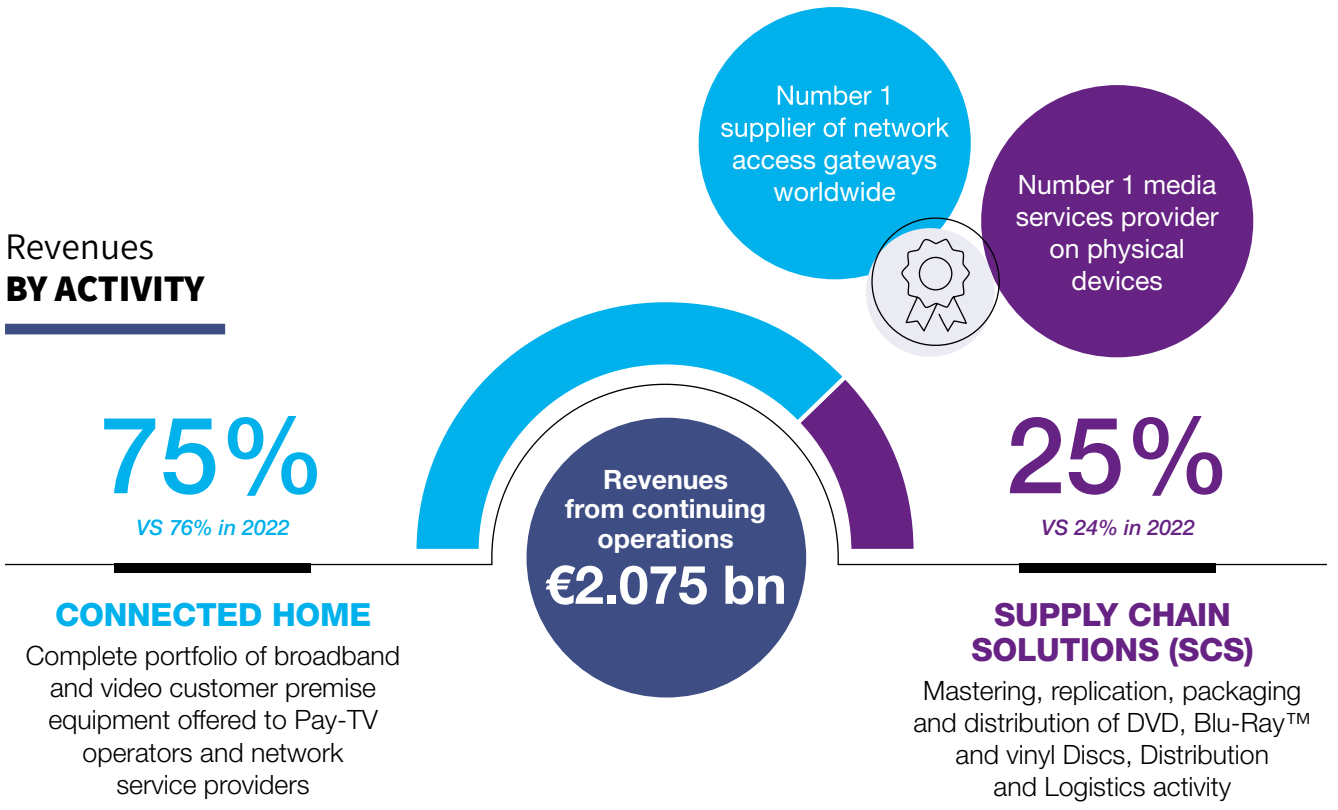 Number 1
supplier of network
access gateways
worldwide
Number 1 media
services provider
on physical
devices
Revenues
BY ACTIVITY
75%
VS 76% in 2022
CONNECTED HOME
Complete portfolio of broadband
and video customer premise
equipment offered to Pay-TV
operators and network
service providers
Revenues
from continuing
operations
€2.075 bn
25%
VS 24% in 2022
SUPPLY CHAIN
SOLUTIONS (SCS)
Mastering, replication, packaging
and distribution of DVD, Blu-Ray™
and vinyl Discs, Distribution
and Logistics activity